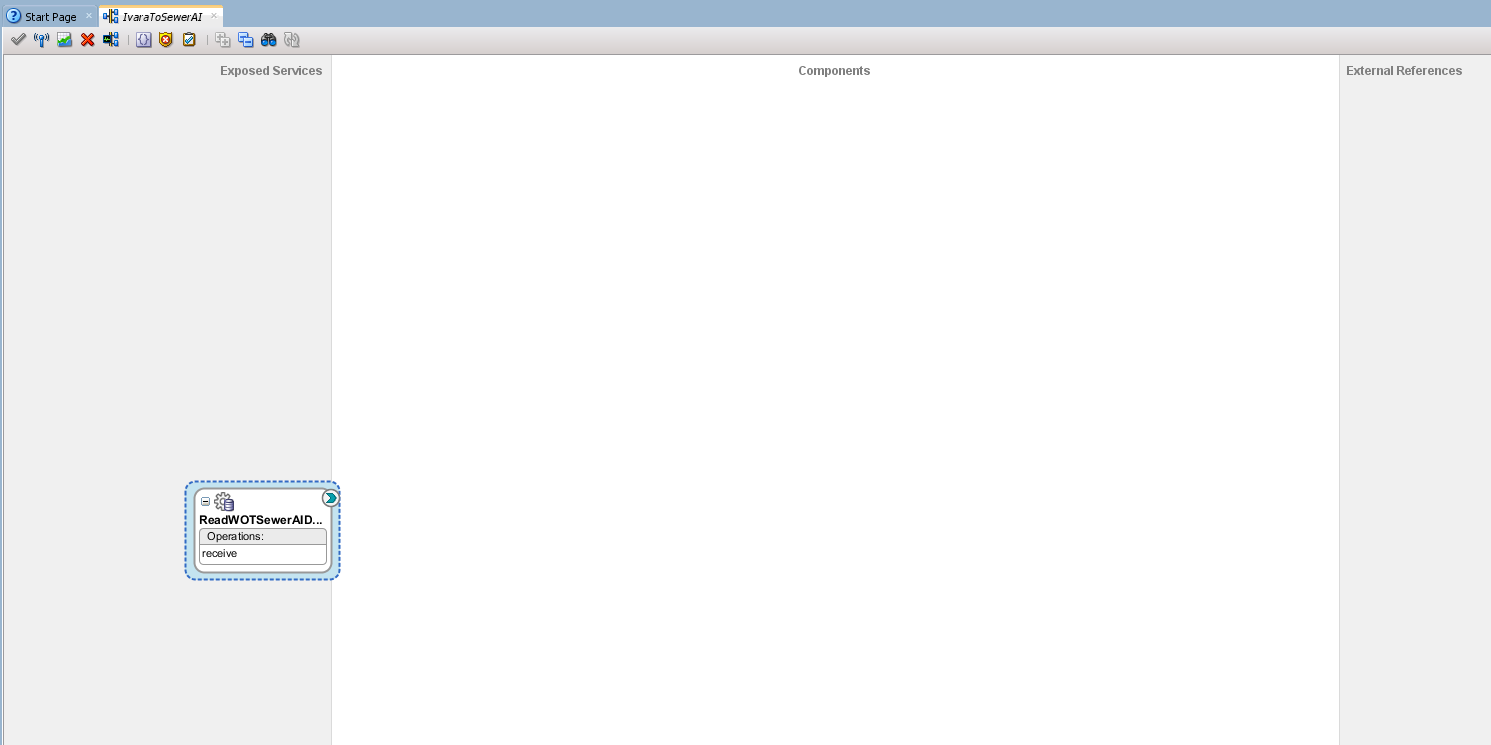 Start Page
IvaraToSewerAI
Exposed Services
Components
External References
ReadWOTSewerAID...
Operations:
receive